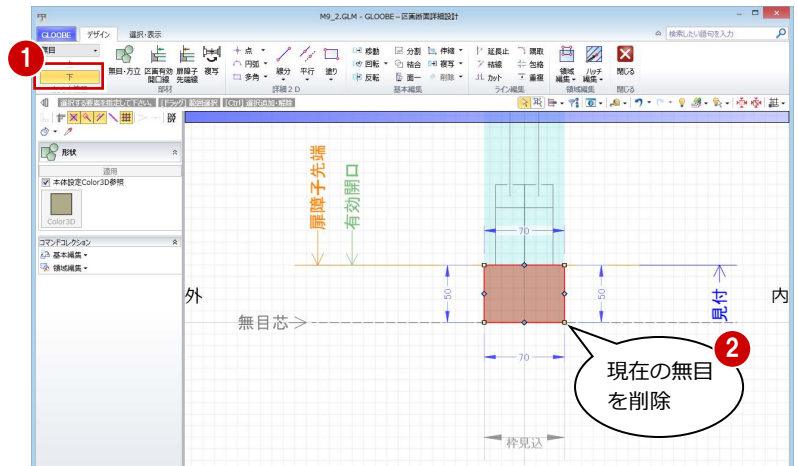 M9_2.GLM - GLOOBE – 区画断面詳細設計
GLOOBE デザイン 選択・表示
検索したい語句を入力
1
無目
下
無目・方立 区画有効開口線 扉障子先端線 複写
部材
点 円弧 多角
線分 平行 塗り
詳細２Ｄ
移動 分割 伸縮
回転 結合 複写
反転 面 削除
基本編集
延長止 隅取
結線 包絡
カット 重複
ライン編集
領域編集 ハッチ編集
領域編集
閉じる
閉じる
選択する要素を指定して下さい。 [ドラッグ] 範囲選択 [Ctrl] 選択追加・解除
形状
適用
本体設定Color3D参照
Color3D
コマンドコレクション
基本編集
領域編集
扉障子先端
有効開口
70
50
50
見付
外
内
無目芯
70
枠見込
2
現在の無目
を削除